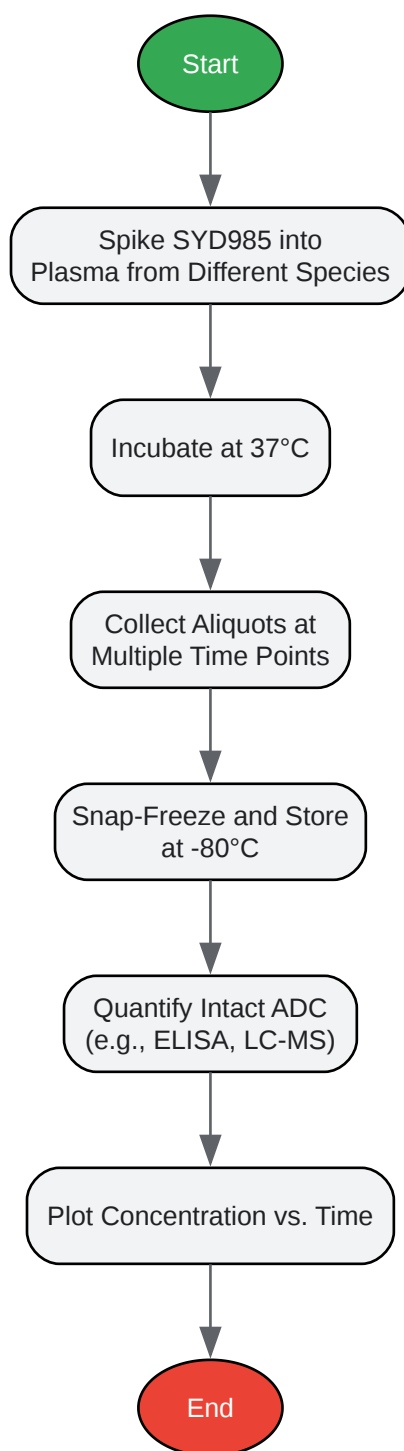 Start
Spike SYD985 into
Plasma from Different Species
Incubate at 37°C
Collect Aliquots at
Multiple Time Points
Snap-Freeze and Store
at -80°C
Quantify Intact ADC
(e.g., ELISA, LC-MS)
Plot Concentration vs. Time
End